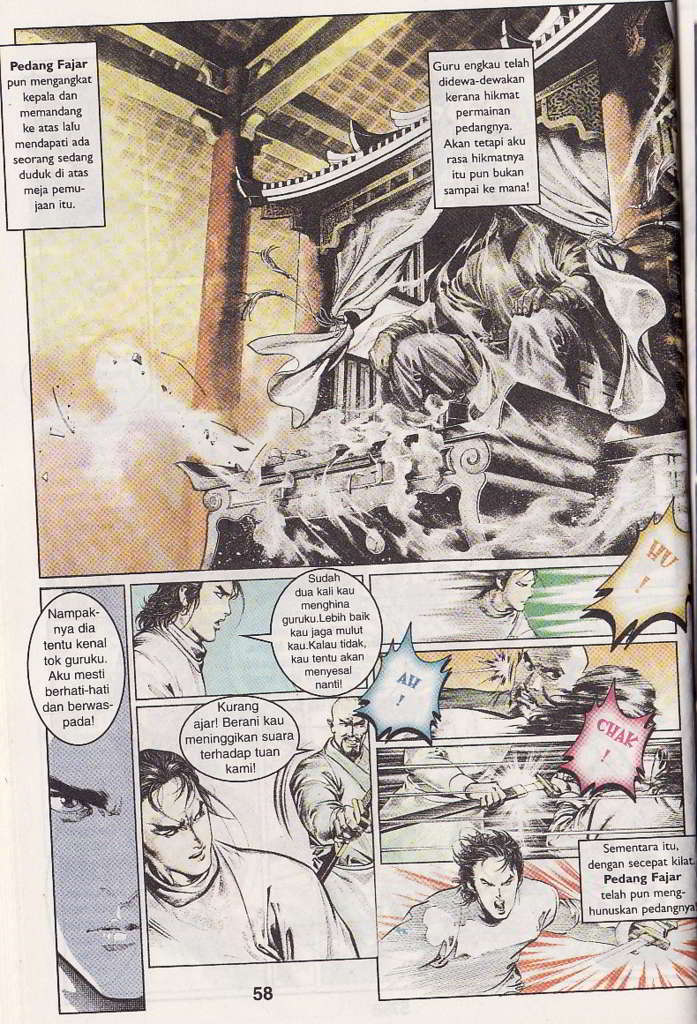 Pedang Fajar
pun mengangkat
kepala dan
memandang
ke atas lalu
mendapati ada
seorang sedang
duduk di atas
meja pemu-
jaan itu.
Guru engkau telah
didewa-dewakan
kerana hikmat
permainan
pedangnya.
Akan tetapi aku
rasa hikmatnya
itu pun bukan
sampai ke mana!
Nampak-
nya dia
tentu kenal
tok guruku.
Aku mesti
berhati-hati
dan berwas-
pada!
Sudah
dua kali kau
menghina
guruku.Lebih baik
kau jaga mulut
kau.Kalau tidak,
kau tentu akan
menyesal
nanti!
Kurang
ajar! Berani kau
meninggikan suara
terhadap tuan
kami!
HU
!
AH
!
CHAK
!
Sementara itu,
dengan secepat kilat,
Pedang Fajar
telah pun meng-
hunuskan pedangnya!
58